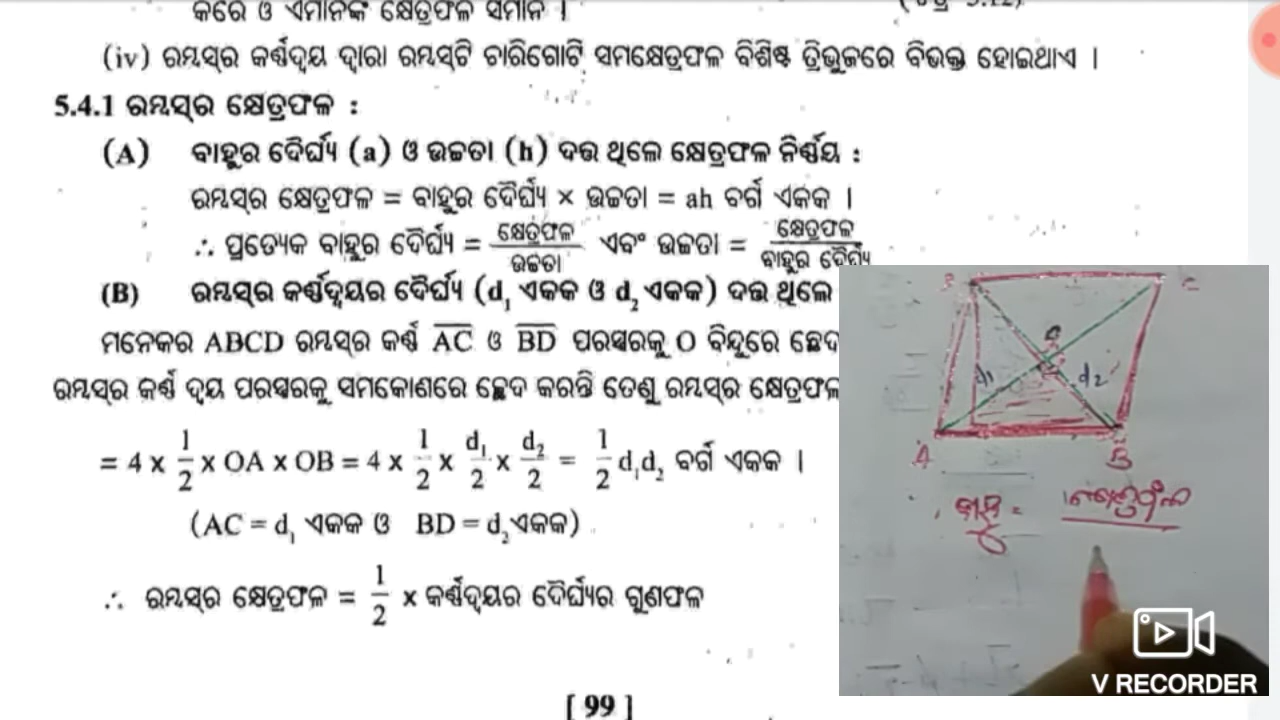 କରେ ଓ ଏମାନଙ୍କ କ୍ଷେତ୍ରଫଳ ସମାନ ।
(iv) ରମ୍ବସ୍‌ର କର୍ଣ୍ଣଦ୍ୱୟ ଦ୍ୱାରା ରମ୍ବସ୍‌ଟି ଚାରିଗୋଟି ସମକ୍ଷେତ୍ରଫଳ ବିଶିଷ୍ଟ ତ୍ରିଭୁଜରେ ବିଭକ୍ତ ହୋଇଥାଏ ।
5.4.1 ରମ୍ବସ୍‌ର କ୍ଷେତ୍ରଫଳ :
(A) ବାହୁର ଦୈର୍ଘ୍ୟ (a) ଓ ଉଚ୍ଚତା (h) ଦତ୍ତ ଥିଲେ କ୍ଷେତ୍ରଫଳ ନିର୍ଣ୍ଣୟ :
ରମ୍ବସ୍‌ର କ୍ଷେତ୍ରଫଳ = ବାହୁର ଦୈର୍ଘ୍ୟ × ଉଚ୍ଚତା = ah ବର୍ଗ ଏକକ ।
∴ ପ୍ରତ୍ୟେକ ବାହୁର ଦୈର୍ଘ୍ୟ = କ୍ଷେତ୍ରଫଳ / ଉଚ୍ଚତା ଏବଂ ଉଚ୍ଚତା = କ୍ଷେତ୍ରଫଳ / ବାହୁର ଦୈର୍ଘ୍ୟ
(B) ରମ୍ବସ୍‌ର କର୍ଣ୍ଣଦ୍ୱୟର ଦୈର୍ଘ୍ୟ (d₁ ଏକକ ଓ d₂ ଏକକ) ଦତ୍ତ ଥିଲେ
ମନେକର ABCD ରମ୍ବସ୍‌ର କର୍ଣ୍ଣ A̅C̅ ଓ B̅D̅ ପରସ୍ପରକୁ O ବିନ୍ଦୁରେ ଛେଦ
ରମ୍ବସ୍‌ର କର୍ଣ୍ଣ ଦ୍ୱୟ ପରସ୍ପରକୁ ସମକୋଣରେ ଛେଦ କରନ୍ତି ତେଣୁ ରମ୍ବସ୍‌ର କ୍ଷେତ୍ରଫଳ
= 4 × 1/2 × OA × OB = 4 × 1/2 × d₁/2 × d₂/2 = 1/2 d₁d₂ ବର୍ଗ ଏକକ ।
(AC = d₁ ଏକକ ଓ BD = d₂ ଏକକ)
∴ ରମ୍ବସ୍‌ର କ୍ଷେତ୍ରଫଳ = 1/2 × କର୍ଣ୍ଣଦ୍ୱୟର ଦୈର୍ଘ୍ୟର ଗୁଣଫଳ
[ 99 ]
C
d1
d2
A
B
V RECORDER